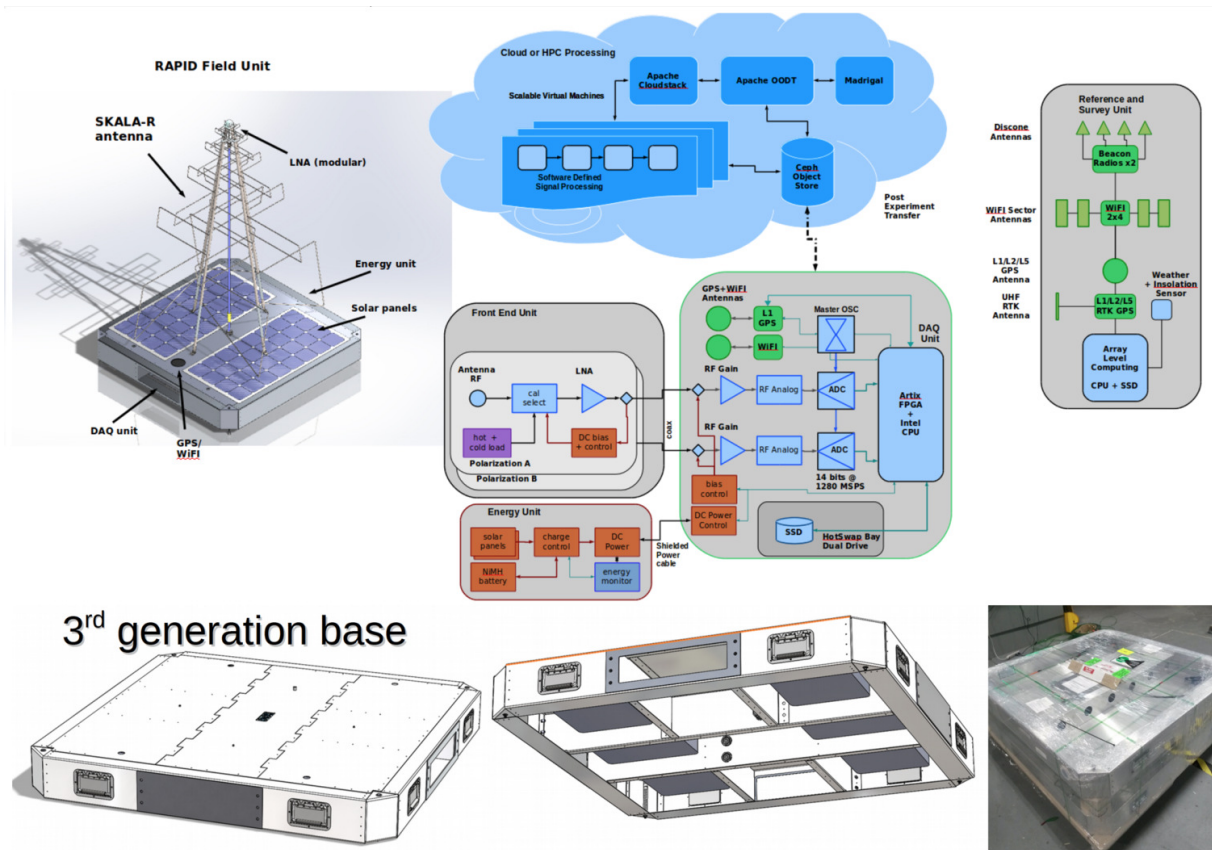 RAPID Field Unit
SKALA-R
antenna
LNA (modular)
Energy unit
Solar panels
DAQ unit
GPS/
WiFI
Cloud or HPC Processing
Apache
Cloudstack
Apache OODT
Madrigal
Scalable Virtual Machines
Software Defined
Signal Processing
Ceph
Object
Store
Post
Experiment
Transfer
Reference and
Survey Unit
Discone
Antennas
Beacon
Radios x2
WiFI Sector
Antennas
WiFI
2x4
L1/L2/L5
GPS
Antenna
Weather
+ Insolation
Sensor
UHF
RTK
Antenna
L1/L2/L5
RTK GPS
Array
Level
Computing
CPU + SSD
Front End Unit
Antenna
RF
cal
select
LNA
hot +
cold load
DC bias
+ control
Polarization A
Polarization B
coax
GPS+WiFI
Antennas
L1
GPS
WiFI
Master OSC
DAQ
Unit
RF Gain
RF Analog
ADC
Artix
FPGA
+
Intel
CPU
RF Gain
RF Analog
ADC
14 bits @
1280 MSPS
bias
control
DC Power
Control
SSD
HotSwap Bay
Dual Drive
Energy Unit
solar
panels
charge
control
DC
Power
NiMH
battery
energy
monitor
Shielded
Power
cable
3rd generation base